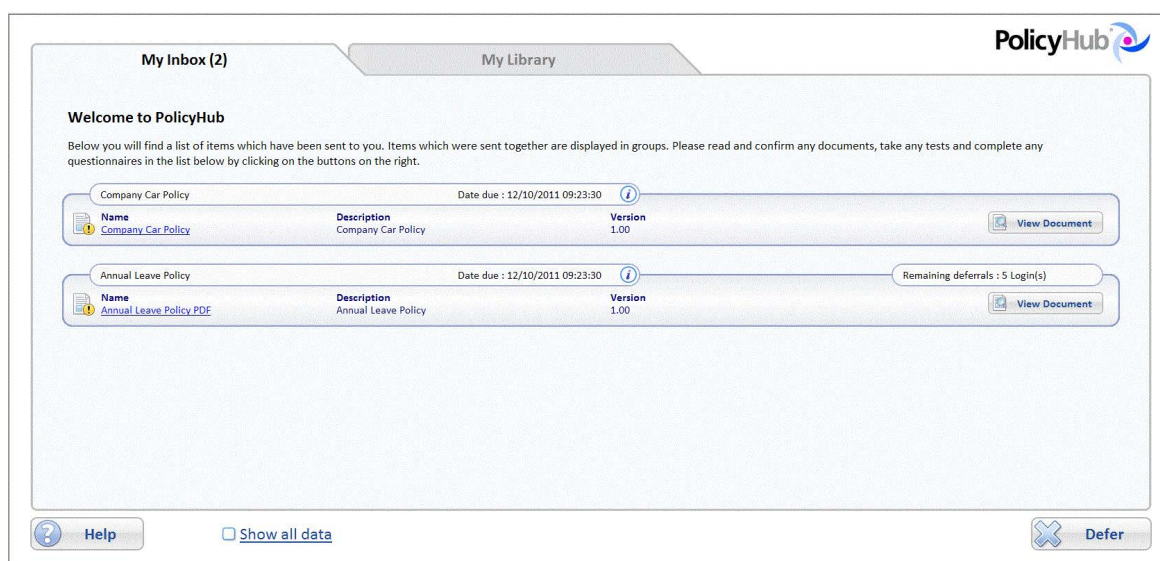 PolicyHub
My Inbox (2)
My Library
Welcome to PolicyHub
Below you will find a list of items which have been sent to you. Items which were sent together are displayed in groups. Please read and confirm any documents, take any tests and complete any
questionnaires in the list below by clicking on the buttons on the right.
Company Car Policy Date due : 12/10/2011 09:23:30 i
Name Description Version
Company Car Policy Company Car Policy 1.00 View Document
Annual Leave Policy Date due : 12/10/2011 09:23:30 i Remaining deferrals : 5 Login(s)
Name Description Version
Annual Leave Policy PDF Annual Leave Policy 1.00 View Document
? Help Show all data Defer